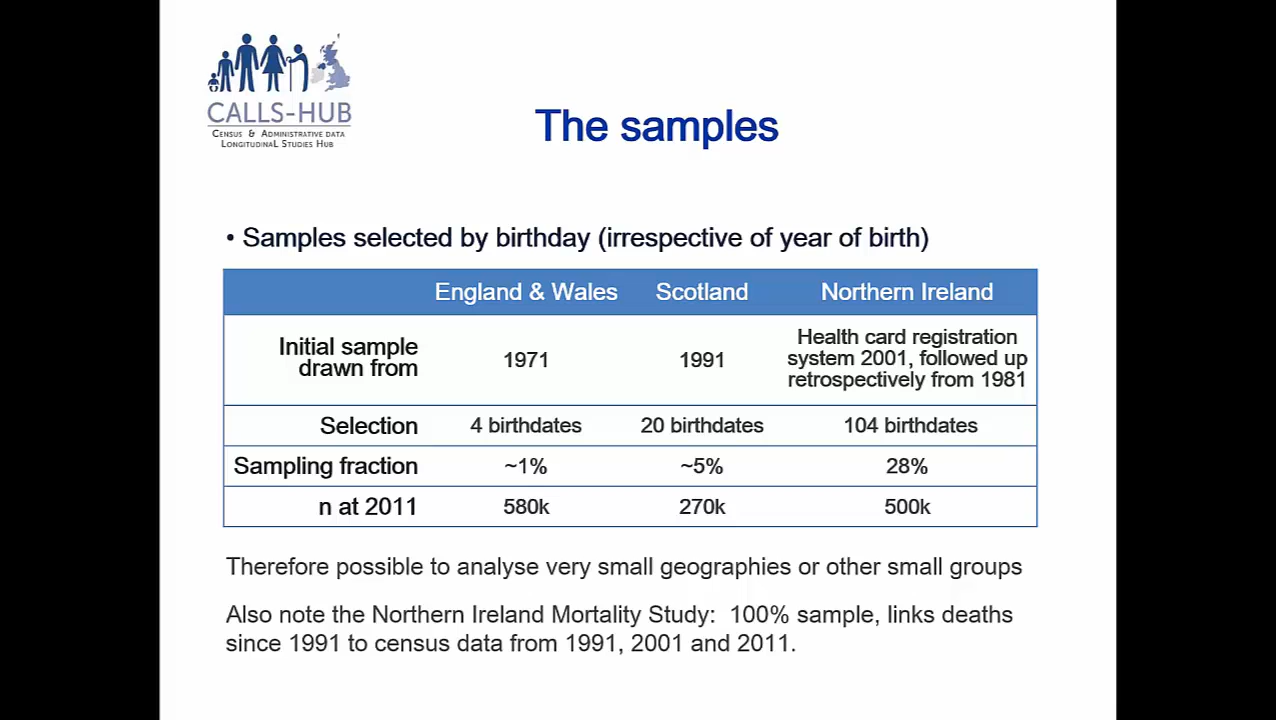 CALLS-HUB
CENSUS & ADMINISTRATIVE DATA
LONGITUDINAL STUDIES HUB
The samples
• Samples selected by birthday (irrespective of year of birth)
England & Wales Scotland Northern Ireland
Initial sample drawn from 1971 1991 Health card registration system 2001, followed up retrospectively from 1981
Selection 4 birthdates 20 birthdates 104 birthdates
Sampling fraction ~1% ~5% 28%
n at 2011 580k 270k 500k
Therefore possible to analyse very small geographies or other small groups
Also note the Northern Ireland Mortality Study: 100% sample, links deaths
since 1991 to census data from 1991, 2001 and 2011.